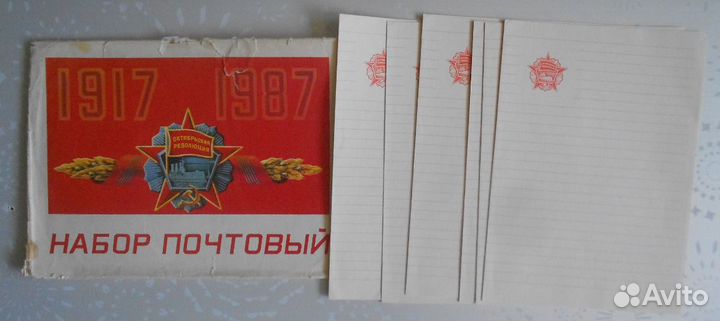 1917 1987
ОКТЯБРЬСКАЯ
РЕВОЛЮЦИЯ
НАБОР ПОЧТОВЫЙ
Avito